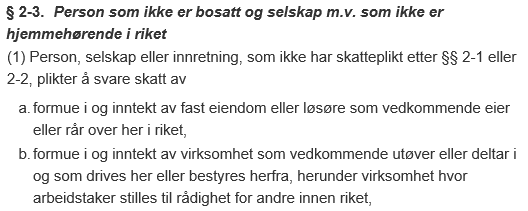 § 2-3. Person som ikke er bosatt og selskap m.v. som ikke er
hjemmehørende i riket
(1) Person, selskap eller innretning, som ikke har skatteplikt etter §§ 2-1 eller
2-2, plikter å svare skatt av
a. formue i og inntekt av fast eiendom eller løsøre som vedkommende eier
eller rår over her i riket,
b. formue i og inntekt av virksomhet som vedkommende utøver eller deltar i
og som drives her eller bestyres herfra, herunder virksomhet hvor
arbeidstaker stilles til rådighet for andre innen riket,